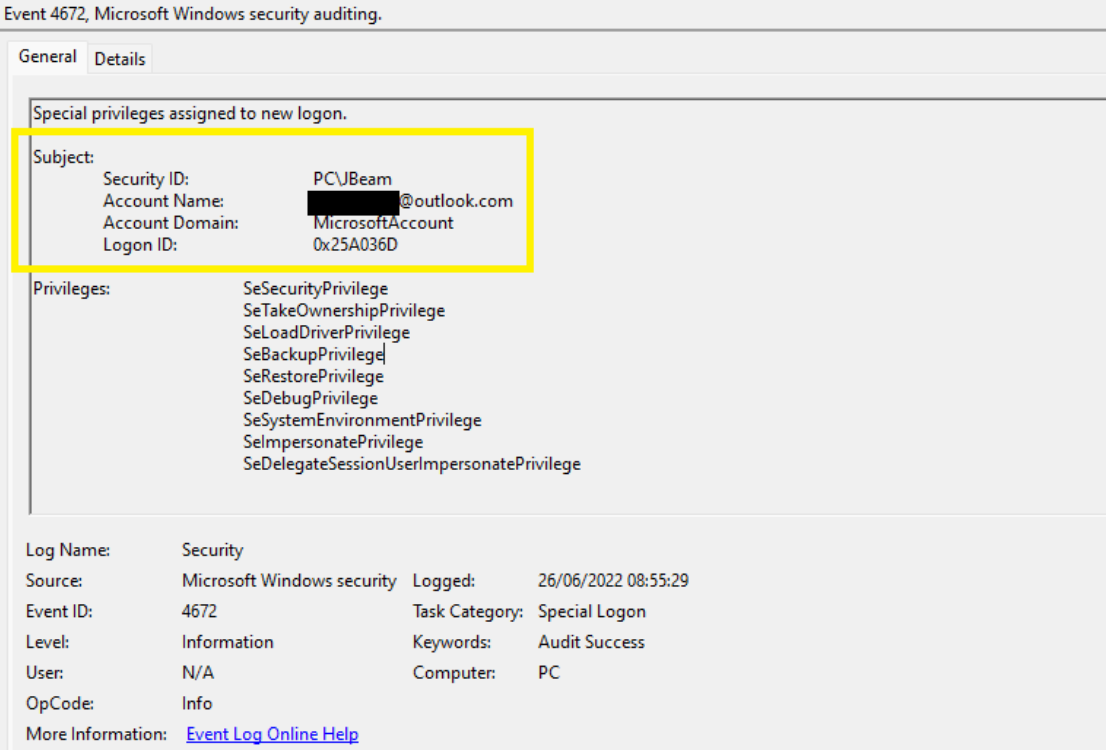 Event 4672, Microsoft Windows security auditing.
General Details
Special privileges assigned to new logon.
Subject:
Security ID: PC\JBeam
Account Name: @outlook.com
Account Domain: MicrosoftAccount
Logon ID: 0x25A036D
Privileges: SeSecurityPrivilege
SeTakeOwnershipPrivilege
SeLoadDriverPrivilege
SeBackupPrivilege
SeRestorePrivilege
SeDebugPrivilege
SeSystemEnvironmentPrivilege
SeImpersonatePrivilege
SeDelegateSessionUserImpersonatePrivilege
Log Name: Security
Source: Microsoft Windows security Logged: 26/06/2022 08:55:29
Event ID: 4672 Task Category: Special Logon
Level: Information Keywords: Audit Success
User: N/A Computer: PC
OpCode: Info
More Information: Event Log Online Help